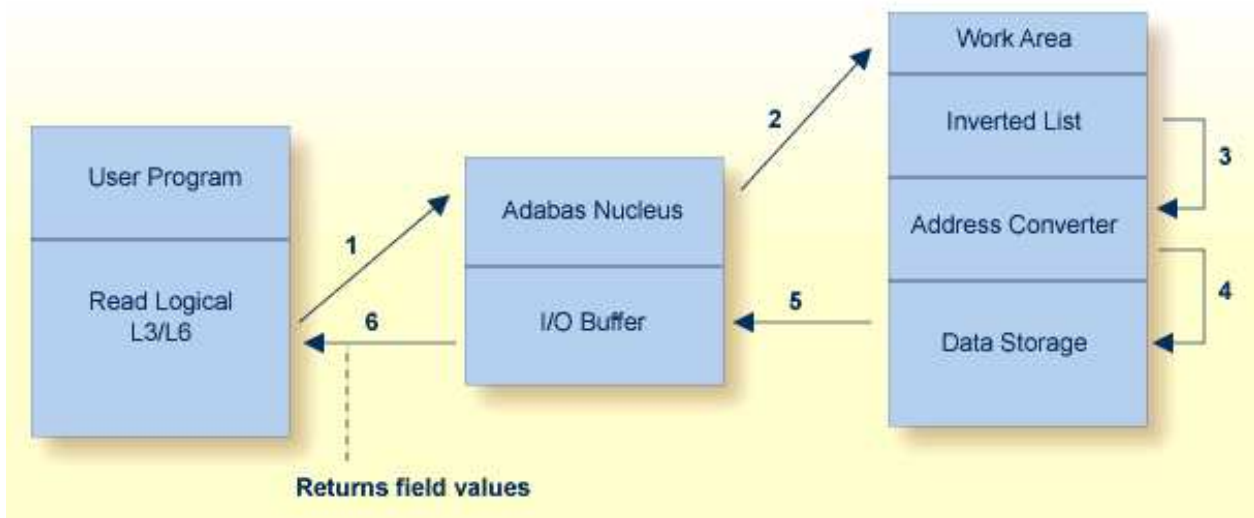 User Program
Read Logical
L3/L6
1
6
Returns field values
Adabas Nucleus
I/O Buffer
2
5
Work Area
Inverted List
Address Converter
Data Storage
3
4